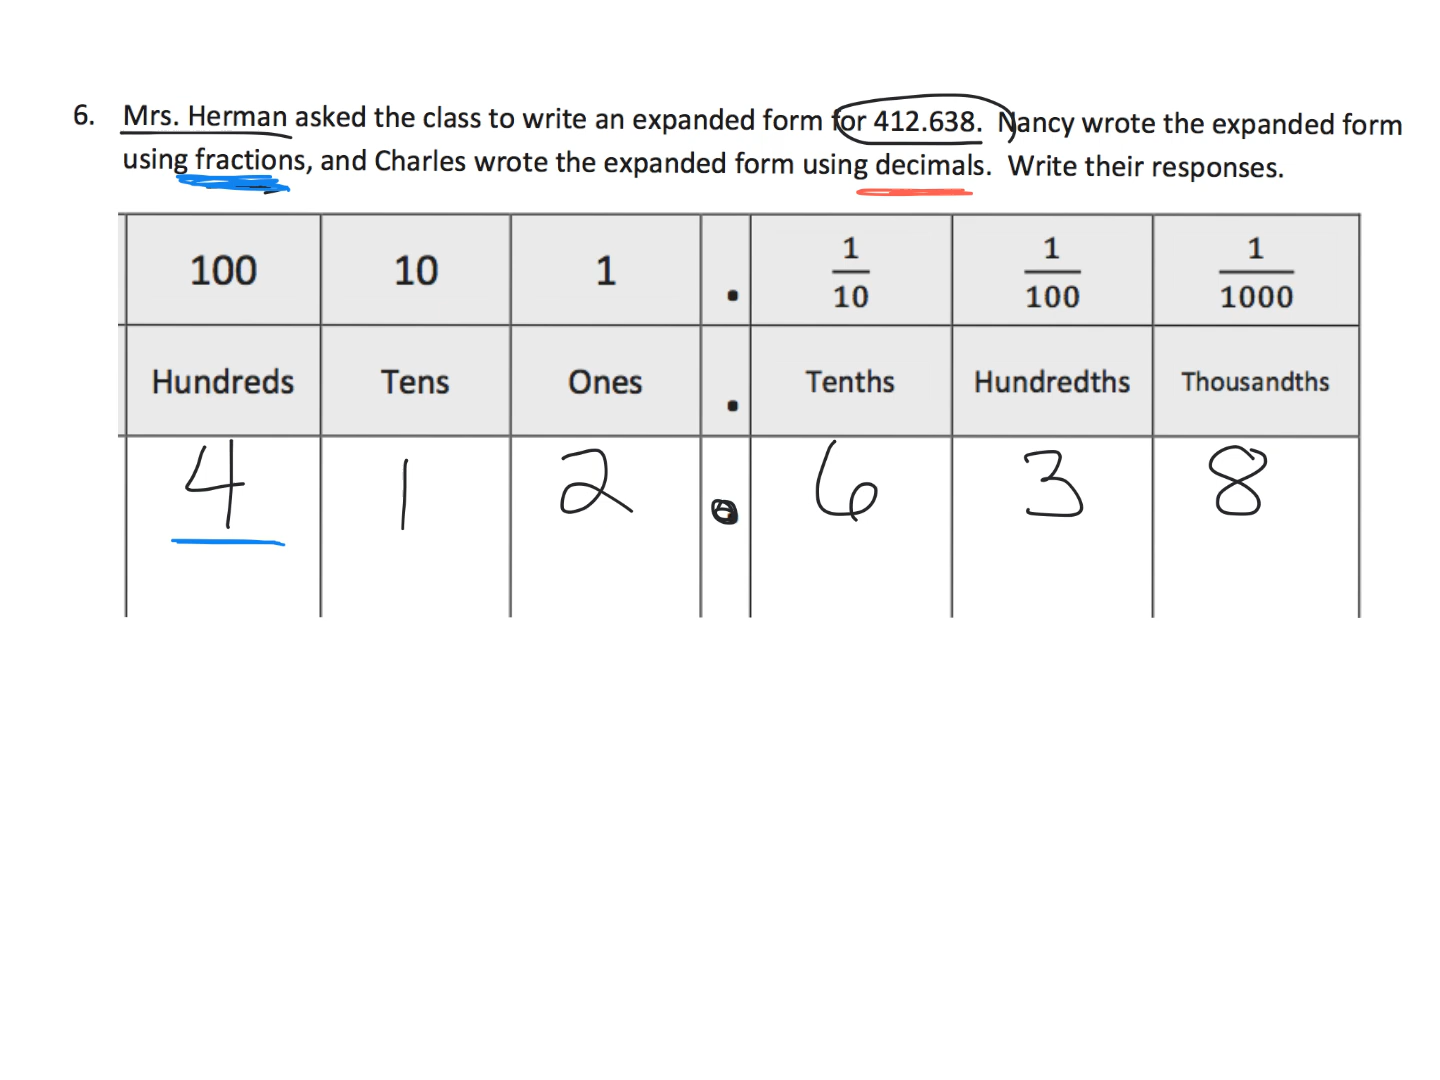 6. Mrs. Herman asked the class to write an expanded form for 412.638. Nancy wrote the expanded form
using fractions, and Charles wrote the expanded form using decimals. Write their responses.
100 10 1 . 1/10 1/100 1/1000
Hundreds Tens Ones . Tenths Hundredths Thousandths
4 1 2 . 6 3 8